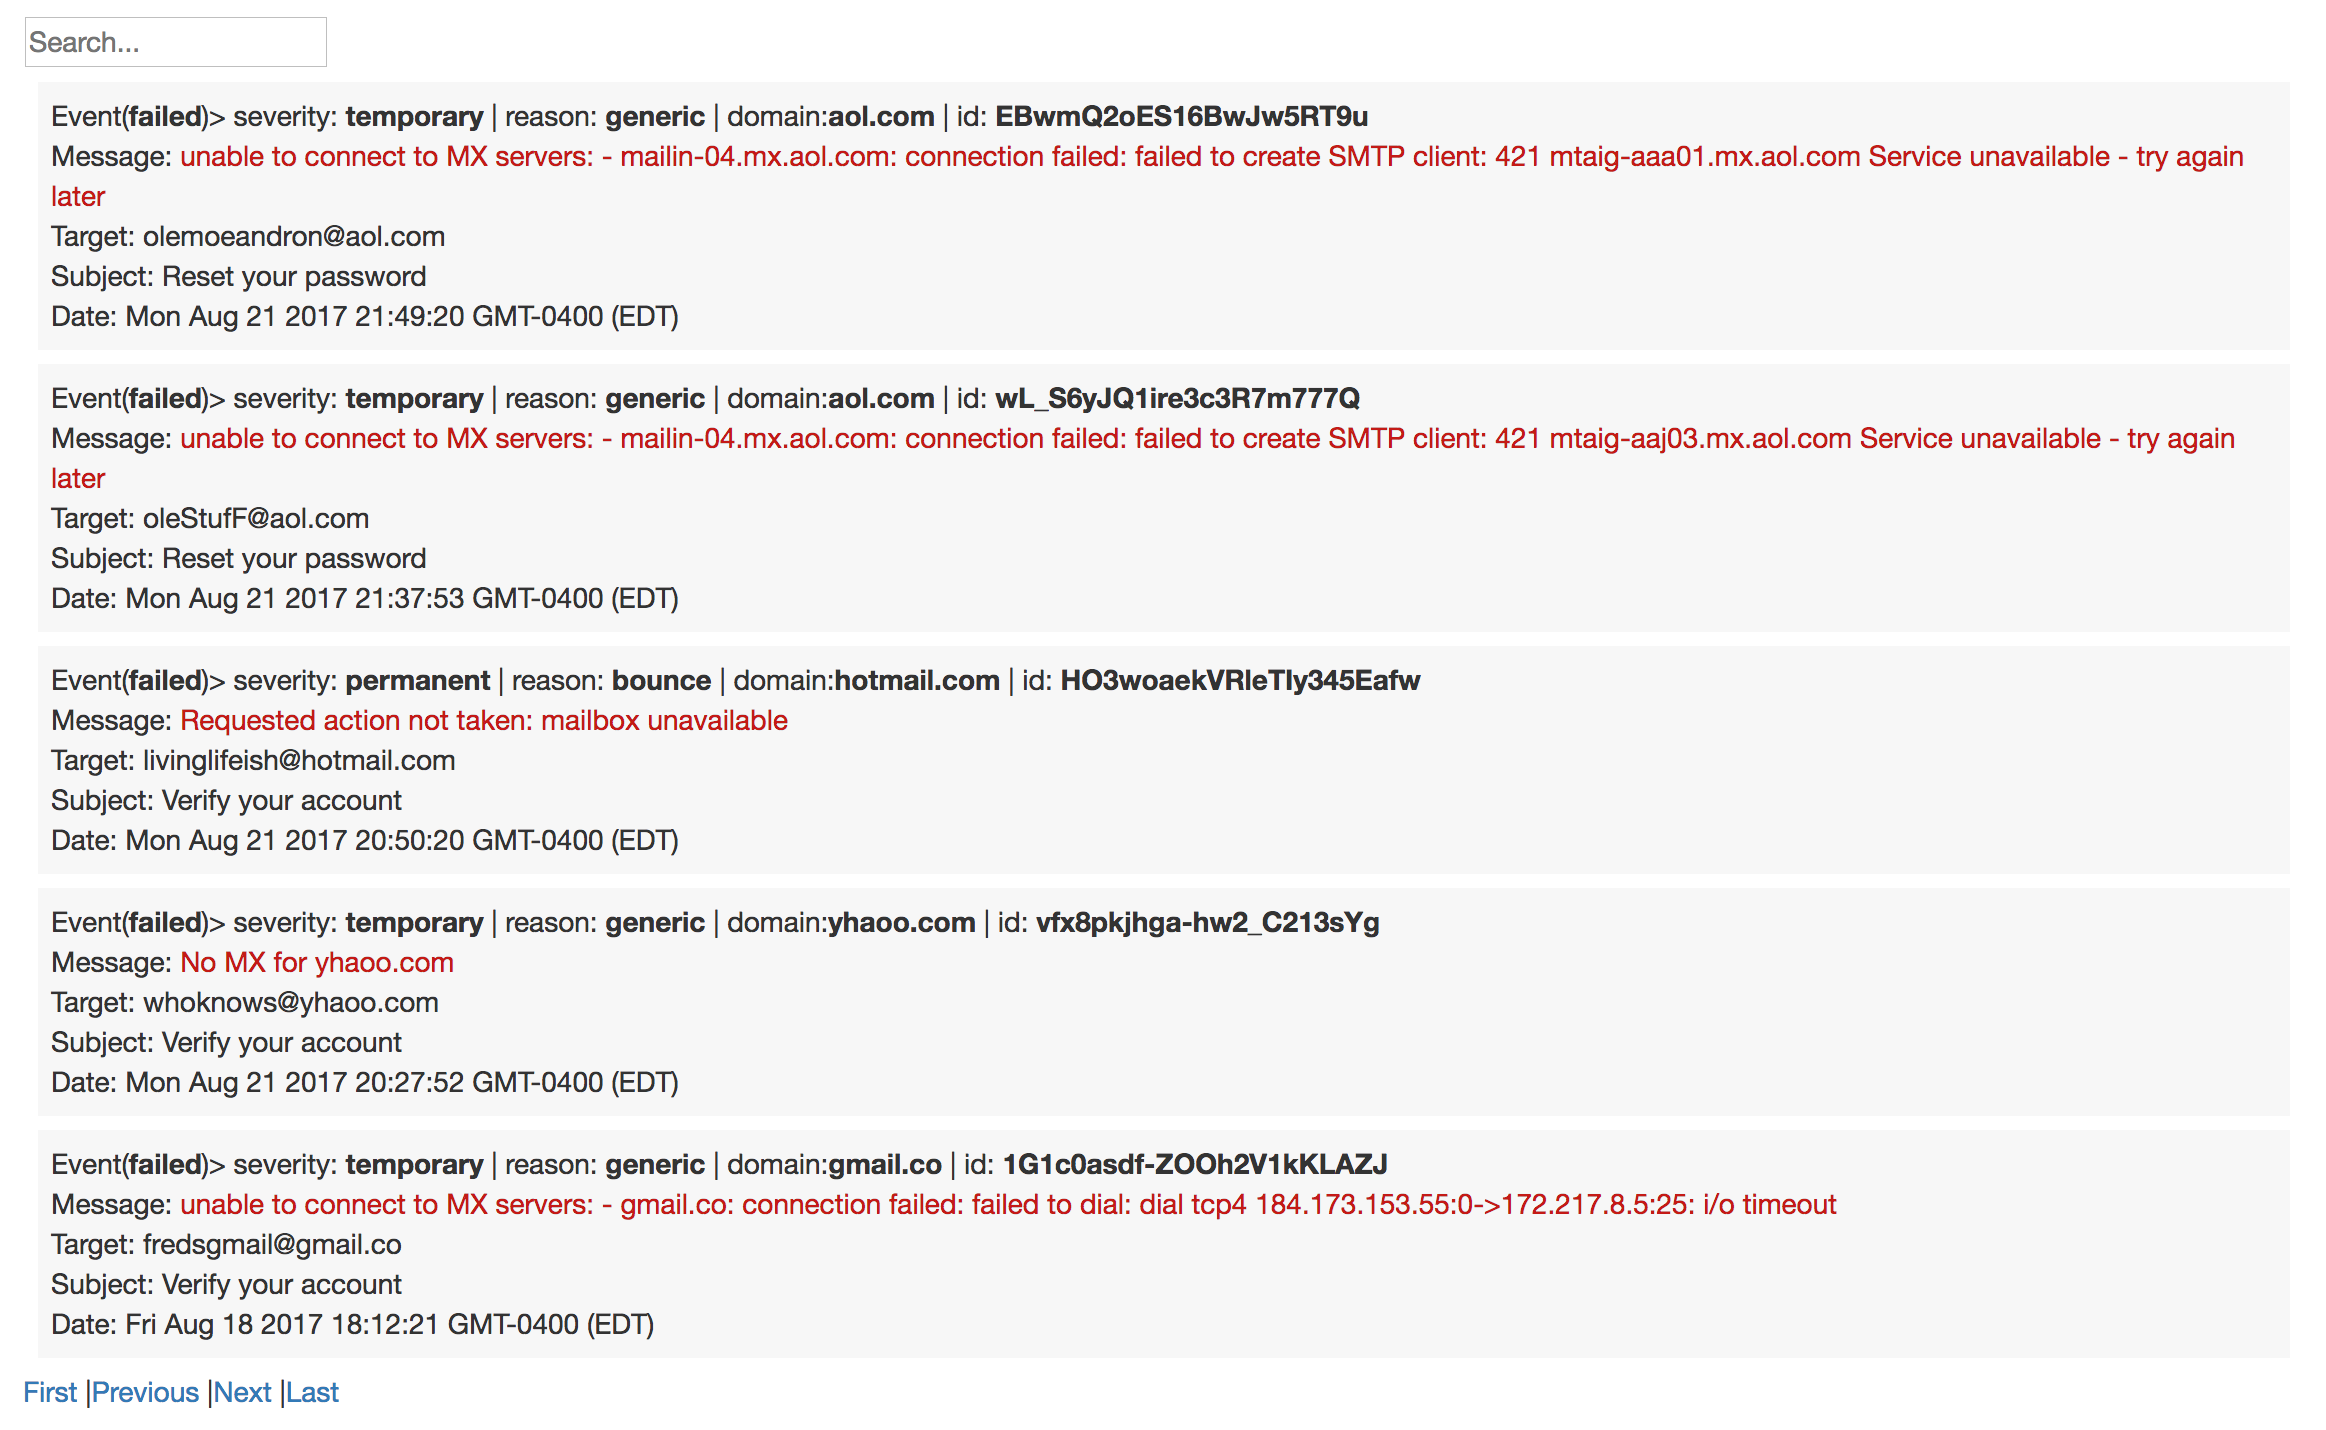 Search...
Event(failed)> severity: temporary | reason: generic | domain:aol.com | id: EBwmQ2oES16BwJw5RT9u
Message: unable to connect to MX servers: - mailin-04.mx.aol.com: connection failed: failed to create SMTP client: 421 mtaig-aaa01.mx.aol.com Service unavailable - try again
later
Target: olemoeandron@aol.com
Subject: Reset your password
Date: Mon Aug 21 2017 21:49:20 GMT-0400 (EDT)
Event(failed)> severity: temporary | reason: generic | domain:aol.com | id: wL_S6yJQ1ire3c3R7m777Q
Message: unable to connect to MX servers: - mailin-04.mx.aol.com: connection failed: failed to create SMTP client: 421 mtaig-aaj03.mx.aol.com Service unavailable - try again
later
Target: oleStufF@aol.com
Subject: Reset your password
Date: Mon Aug 21 2017 21:37:53 GMT-0400 (EDT)
Event(failed)> severity: permanent | reason: bounce | domain:hotmail.com | id: HO3woaekVRleTly345Eafw
Message: Requested action not taken: mailbox unavailable
Target: livinglifeish@hotmail.com
Subject: Verify your account
Date: Mon Aug 21 2017 20:50:20 GMT-0400 (EDT)
Event(failed)> severity: temporary | reason: generic | domain:yhaoo.com | id: vfx8pkjhga-hw2_C213sYg
Message: No MX for yhaoo.com
Target: whoknows@yhaoo.com
Subject: Verify your account
Date: Mon Aug 21 2017 20:27:52 GMT-0400 (EDT)
Event(failed)> severity: temporary | reason: generic | domain:gmail.co | id: 1G1c0asdf-ZOOh2V1kKLAZJ
Message: unable to connect to MX servers: - gmail.co: connection failed: failed to dial: dial tcp4 184.173.153.55:0->172.217.8.5:25: i/o timeout
Target: fredsgmail@gmail.co
Subject: Verify your account
Date: Fri Aug 18 2017 18:12:21 GMT-0400 (EDT)
First |Previous |Next |Last